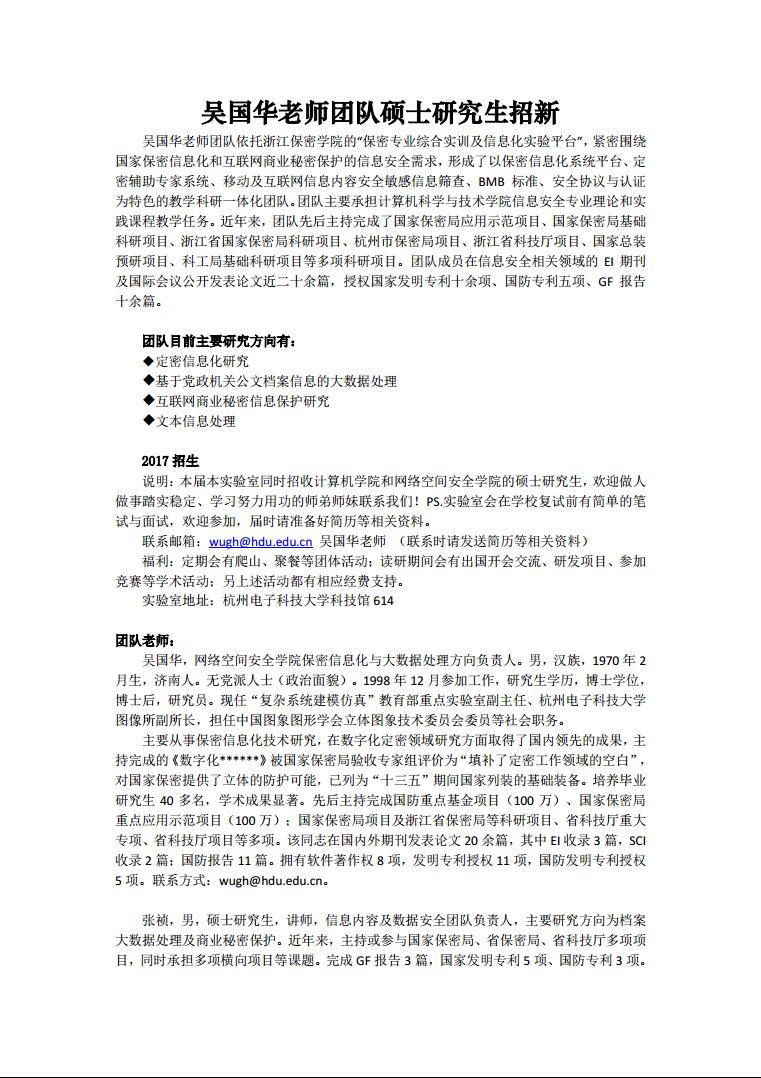 吴国华老师团队硕士研究生招新
吴国华老师团队依托浙江保密学院的“保密专业综合实训及信息化实验平台”，紧密围绕
国家保密信息化和互联网商业秘密保护的信息安全需求，形成了以保密信息化系统平台、定
密辅助专家系统、移动及互联网信息内容安全敏感信息筛查、BMB 标准、安全协议与认证
为特色的教学科研一体化团队。团队主要承担计算机科学与技术学院信息安全专业理论和实
践课程教学任务。近年来，团队先后主持完成了国家保密局应用示范项目、国家保密局基础
科研项目、浙江省国家保密局科研项目、杭州市保密局项目、浙江省科技厅项目、国家总装
预研项目、科工局基础科研项目等多项科研项目。团队成员在信息安全相关领域的 EI 期刊
及国际会议公开发表论文近二十余篇，授权国家发明专利十余项、国防专利五项、GF 报告
十余篇。
团队目前主要研究方向有：
◆定密信息化研究
◆基于党政机关公文档案信息的大数据处理
◆互联网商业秘密信息保护研究
◆文本信息处理
2017 招生
说明：本届本实验室同时招收计算机学院和网络空间安全学院的硕士研究生，欢迎做人
做事踏实稳定、学习努力用功的师弟师妹联系我们！PS.实验室会在学校复试前有简单的笔
试与面试，欢迎参加，届时请准备好简历等相关资料。
联系邮箱：wugh@hdu.edu.cn 吴国华老师 （联系时请发送简历等相关资料）
福利：定期会有爬山、聚餐等团体活动；读研期间会有出国开会交流、研发项目、参加
竞赛等学术活动；另上述活动都有相应经费支持。
实验室地址：杭州电子科技大学科技馆 614
团队老师：
吴国华，网络空间安全学院保密信息化与大数据处理方向负责人。男，汉族，1970 年 2
月生，济南人。无党派人士（政治面貌）。1998 年 12 月参加工作，研究生学历，博士学位，
博士后，研究员。现任“复杂系统建模仿真”教育部重点实验室副主任、杭州电子科技大学
图像所副所长，担任中国图象图形学会立体图象技术委员会委员等社会职务。
主要从事保密信息化技术研究，在数字化定密领域研究方面取得了国内领先的成果，主
持完成的《数字化******》被国家保密局验收专家组评价为“填补了定密工作领域的空白”，
对国家保密提供了立体的防护可能，已列为“十三五”期间国家列装的基础装备。培养毕业
研究生 40 多名，学术成果显著。先后主持完成国防重点基金项目（100 万）、国家保密局
重点应用示范项目（100 万）；国家保密局项目及浙江省保密局等科研项目、省科技厅重大
专项、省科技厅项目等多项。该同志在国内外期刊发表论文 20 余篇，其中 EI 收录 3 篇，SCI
收录 2 篇；国防报告 11 篇。拥有软件著作权 8 项，发明专利授权 11 项，国防发明专利授权
5 项。联系方式：wugh@hdu.edu.cn。
张祯，男，硕士研究生，讲师，信息内容及数据安全团队负责人，主要研究方向为档案
大数据处理及商业秘密保护。近年来，主持或参与国家保密局、省保密局、省科技厅多项项
目，同时承担多项横向项目等课题。完成 GF 报告 3 篇，国家发明专利 5 项、国防专利 3 项。